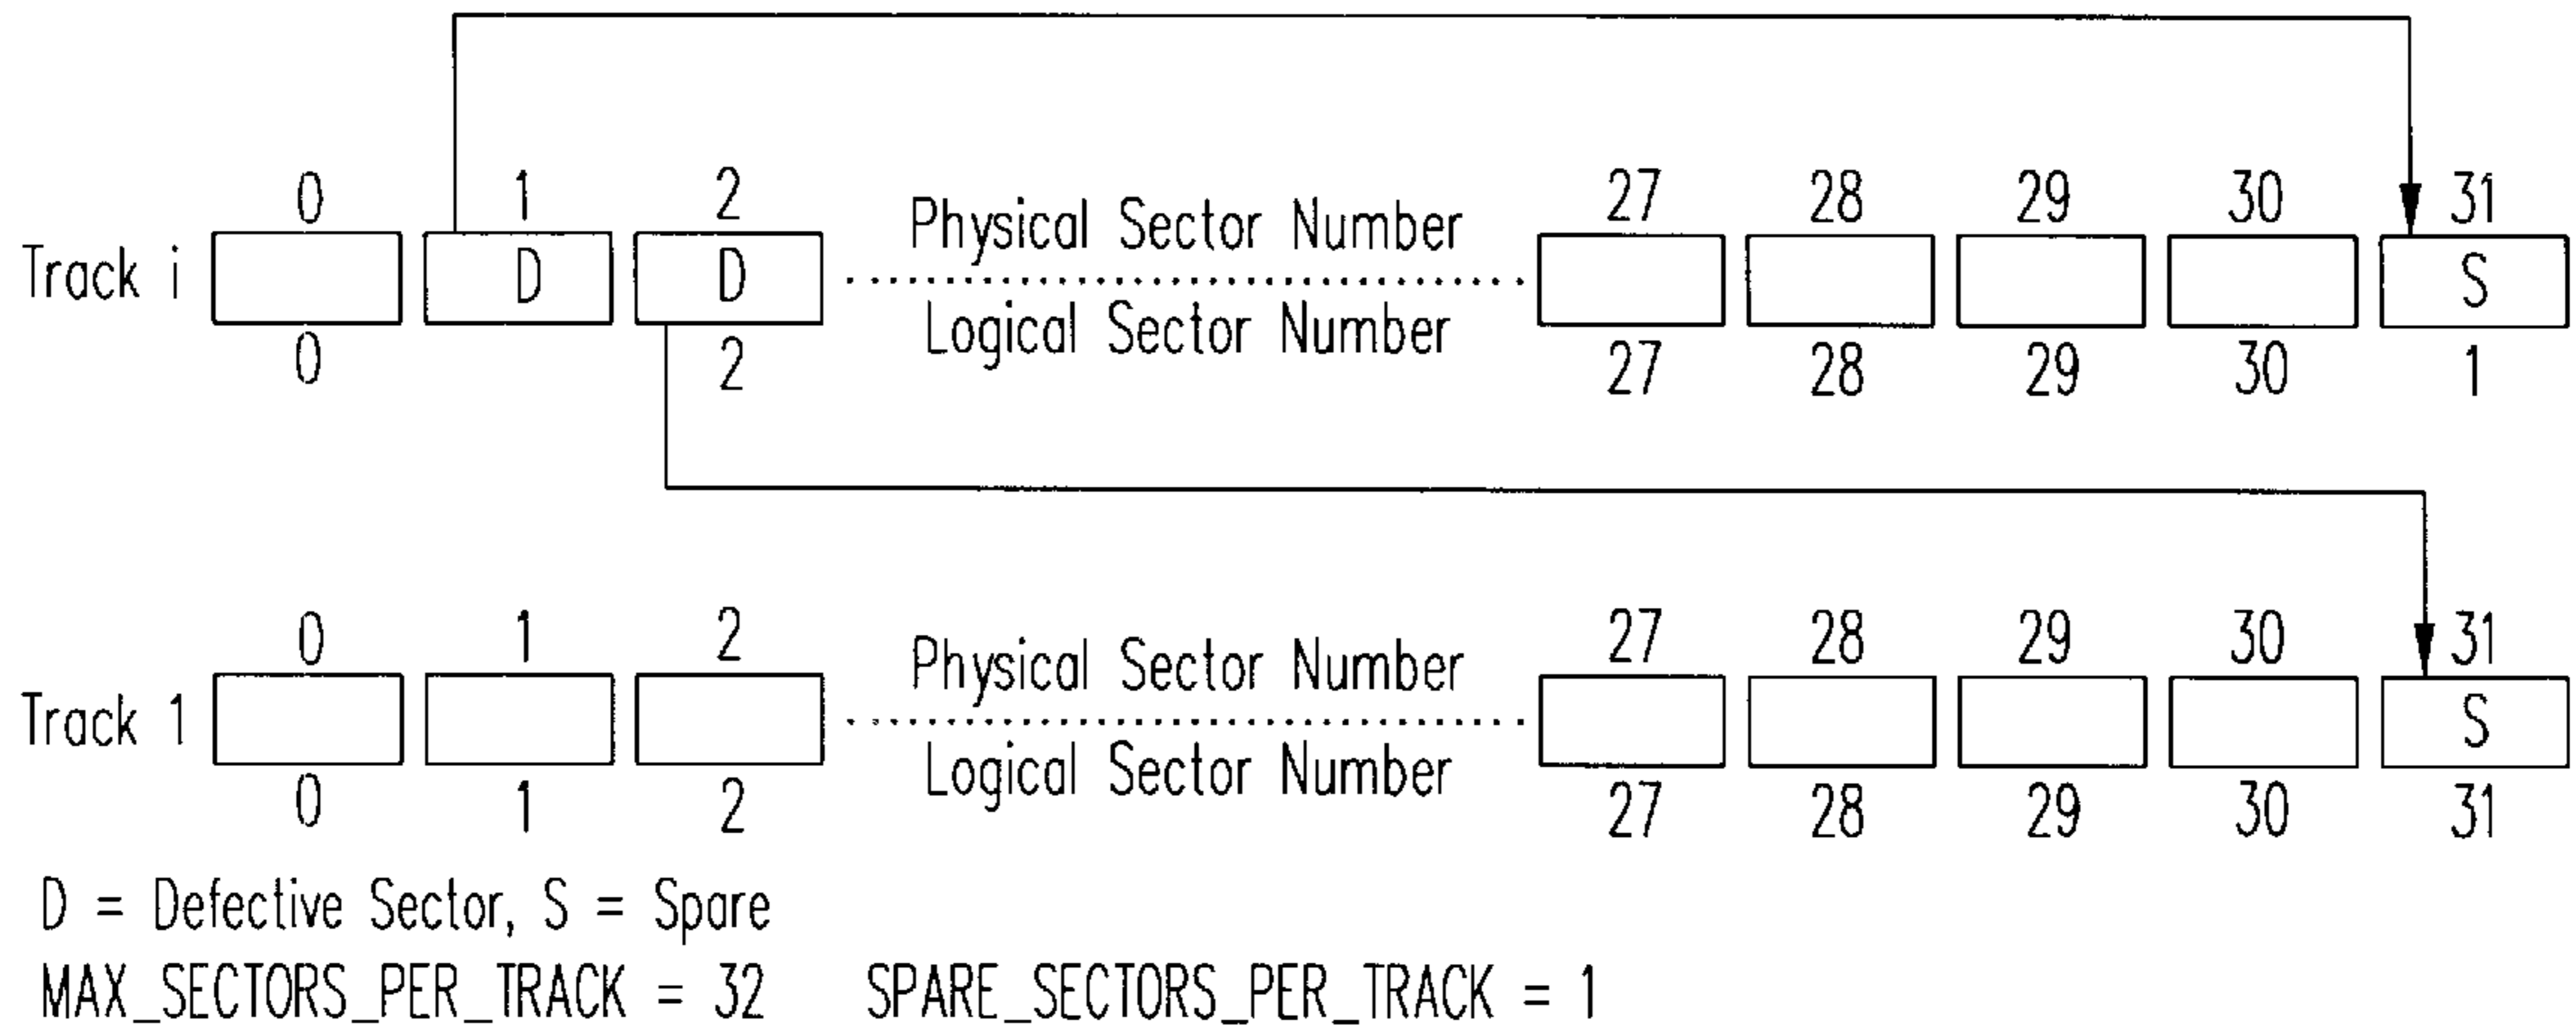 0 1 2 27 28 29 30 31
Physical Sector Number
Track i D D S
Logical Sector Number
0 2 27 28 29 30 1
0 1 2 27 28 29 30 31
Physical Sector Number
Track 1 S
Logical Sector Number
0 1 2 27 28 29 30 31
D = Defective Sector, S = Spare
MAX_SECTORS_PER_TRACK = 32 SPARE_SECTORS_PER_TRACK = 1